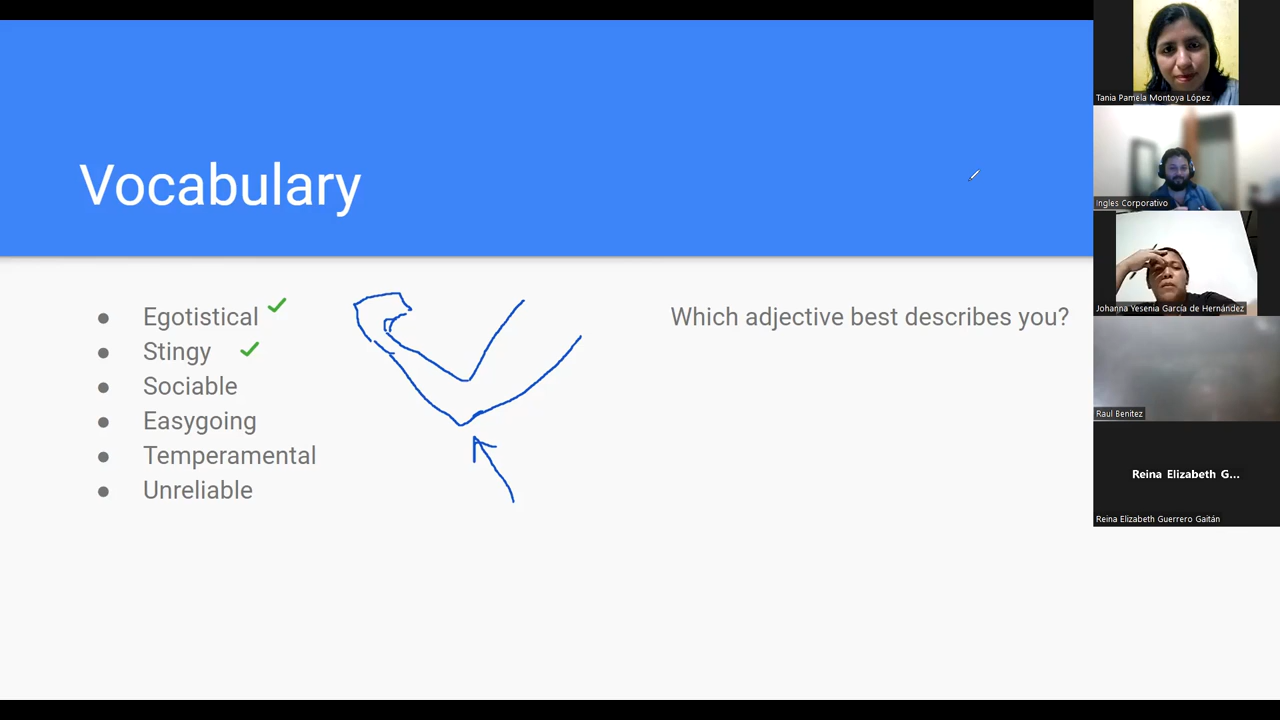 Vocabulary
Egotistical
Stingy
Sociable
Easygoing
Temperamental
Unreliable
Which adjective best describes you?
Tania Pamela Montoya López
Ingles Corporativo
Johanna Yesenia García de Hernández
Raul Benitez
Reina Elizabeth G...
Reina Elizabeth Guerrero Gaitán